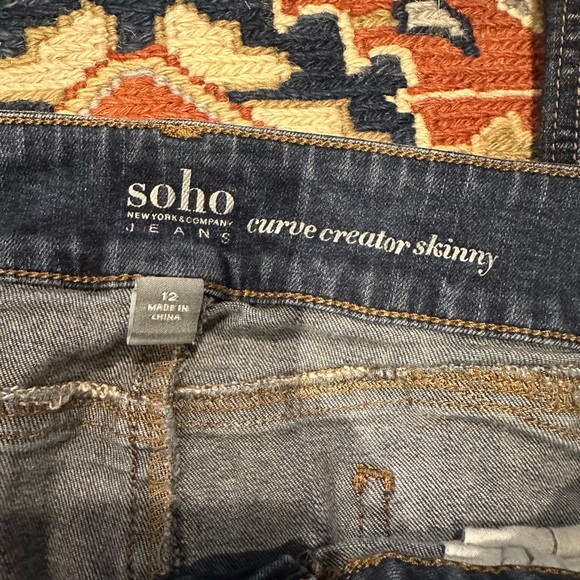 soho
NEW YORK & COMPANY
JEANS
curve creator skinny
12
MADE IN
CHINA